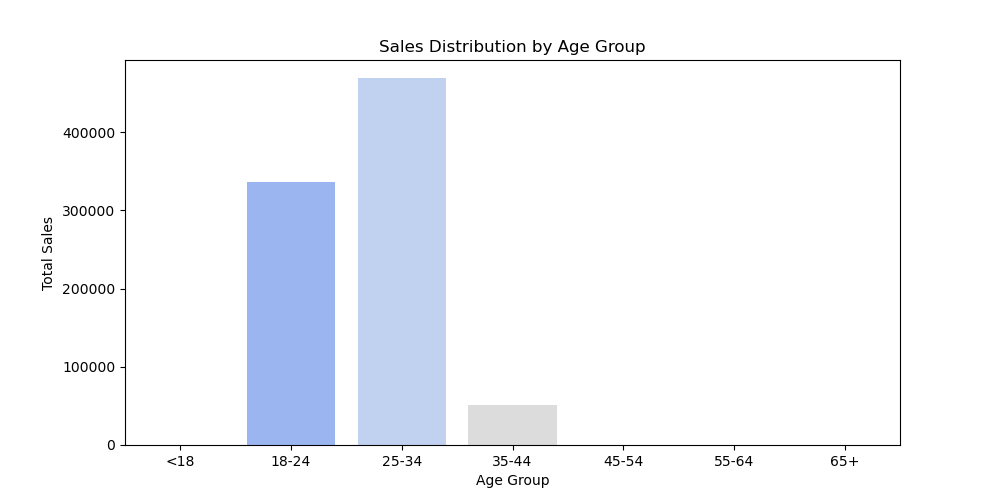 Sales Distribution by Age Group
Total Sales
400000
300000
200000
100000
0
<18 18-24 25-34 35-44 45-54 55-64 65+
Age Group